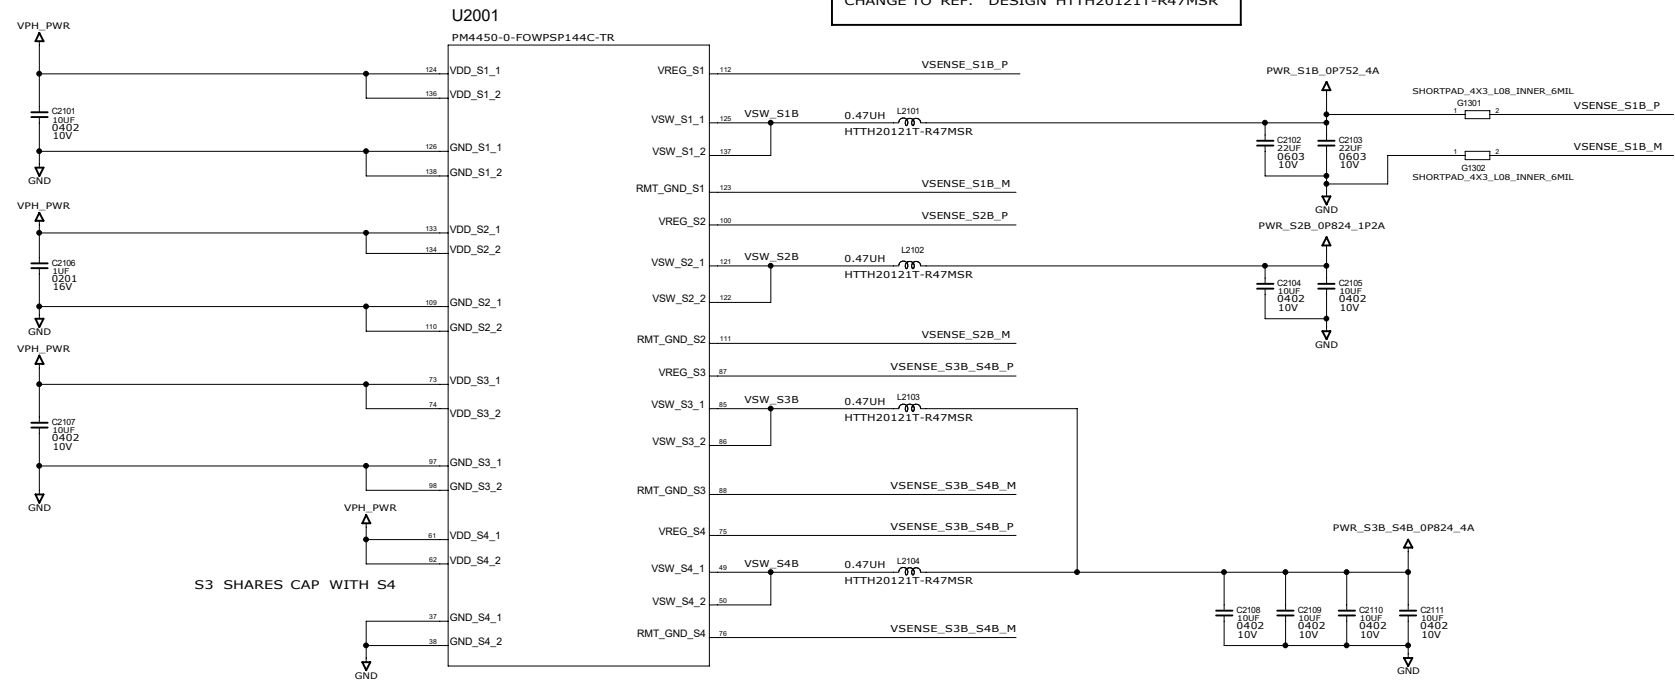 CHANGE TO REF. DESIGN HTTH20121T-R47MSR
U2001
PM4450-0-FOWPSP144C-TR
VPH_PWR
C2101
10UF
0402
10V
GND
VPH_PWR
C2106
1UF
0201
16V
GND
VPH_PWR
C2107
10UF
0402
10V
GND
VPH_PWR
S3 SHARES CAP WITH S4
GND
124 VDD_S1_1
136 VDD_S1_2
126 GND_S1_1
138 GND_S1_2
133 VDD_S2_1
134 VDD_S2_2
109 GND_S2_1
110 GND_S2_2
73 VDD_S3_1
74 VDD_S3_2
97 GND_S3_1
98 GND_S3_2
61 VDD_S4_1
62 VDD_S4_2
37 GND_S4_1
38 GND_S4_2
VREG_S1 112 VSENSE_S1B_P
VSW_S1_1 125 VSW_S1B 0.47UH L2101
HTTH20121T-R47MSR
VSW_S1_2 137
RMT_GND_S1 123 VSENSE_S1B_M
VREG_S2 100 VSENSE_S2B_P
VSW_S2_1 121 VSW_S2B 0.47UH L2102
HTTH20121T-R47MSR
VSW_S2_2 122
RMT_GND_S2 111 VSENSE_S2B_M
VREG_S3 87 VSENSE_S3B_S4B_P
VSW_S3_1 85 VSW_S3B 0.47UH L2103
HTTH20121T-R47MSR
VSW_S3_2 86
RMT_GND_S3 88 VSENSE_S3B_S4B_M
VREG_S4 75 VSENSE_S3B_S4B_P
VSW_S4_1 49 VSW_S4B 0.47UH L2104
HTTH20121T-R47MSR
VSW_S4_2 50
RMT_GND_S4 76 VSENSE_S3B_S4B_M
PWR_S1B_0P752_4A
C2102
22UF
0603
10V
C2103
22UF
0603
10V
GND
SHORTPAD_4X3_L08_INNER_6MIL
1 G1301 2 VSENSE_S1B_P
1 G1302 2 VSENSE_S1B_M
SHORTPAD_4X3_L08_INNER_6MIL
PWR_S2B_0P824_1P2A
C2104
10UF
0402
10V
C2105
10UF
0402
10V
GND
PWR_S3B_S4B_0P824_4A
C2108
10UF
0402
10V
C2109
10UF
0402
10V
C2110
10UF
0402
10V
C2111
10UF
0402
10V
GND